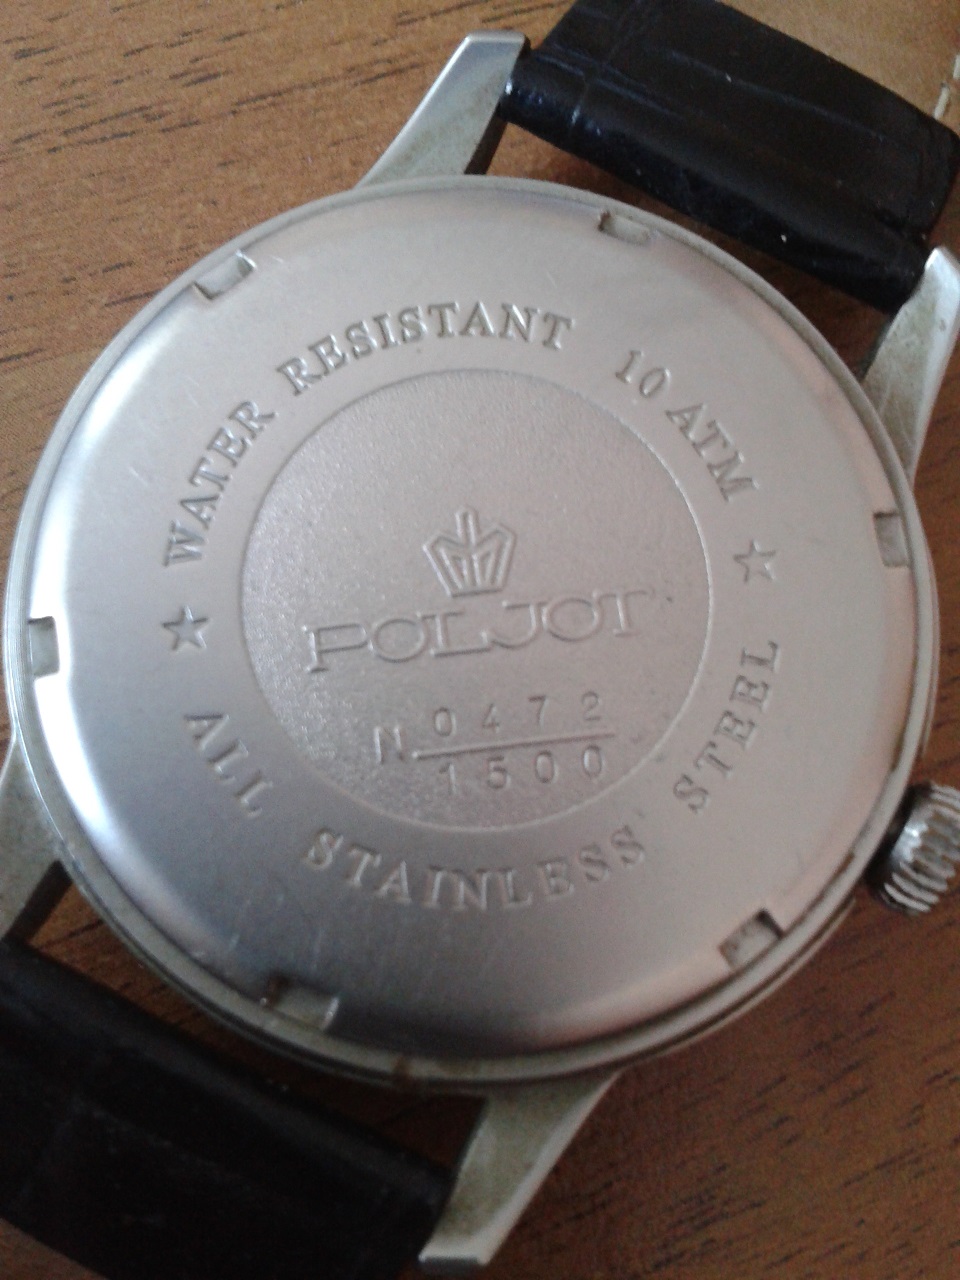 WATER RESISTANT 10 ATM
POLJOT
N 0472
1500
ALL STAINLESS STEEL